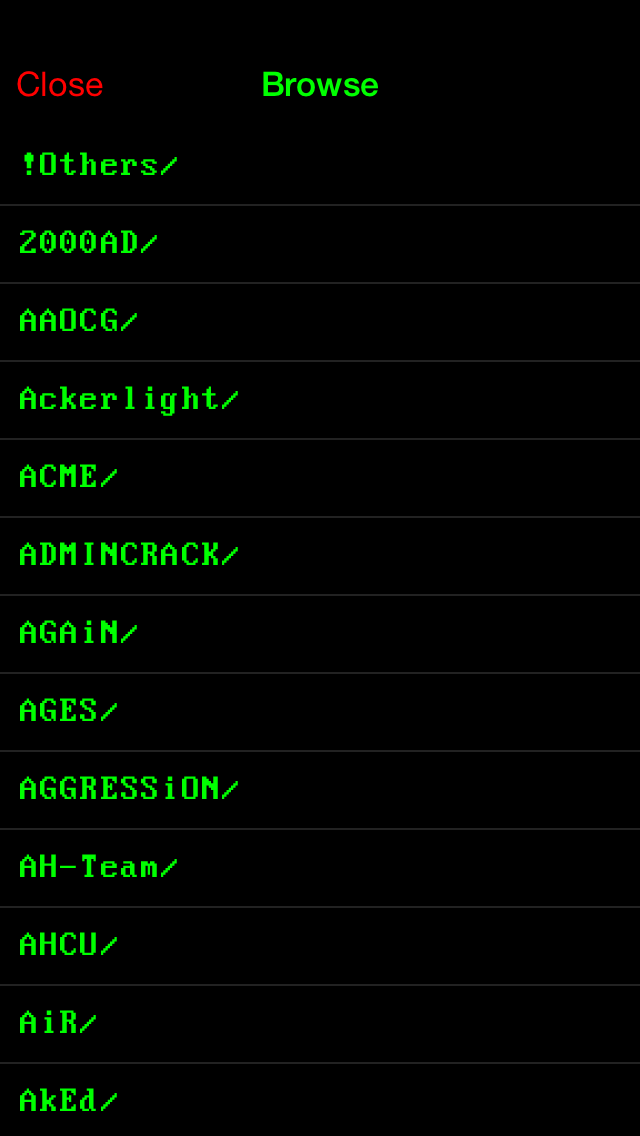 Close Browse
!Others/
2000AD/
AAOCG/
Ackerlight/
ACME/
ADMINCRACK/
AGAiN/
AGES/
AGGRESSiON/
AH-Team/
AHCU/
AiR/
AkEd/